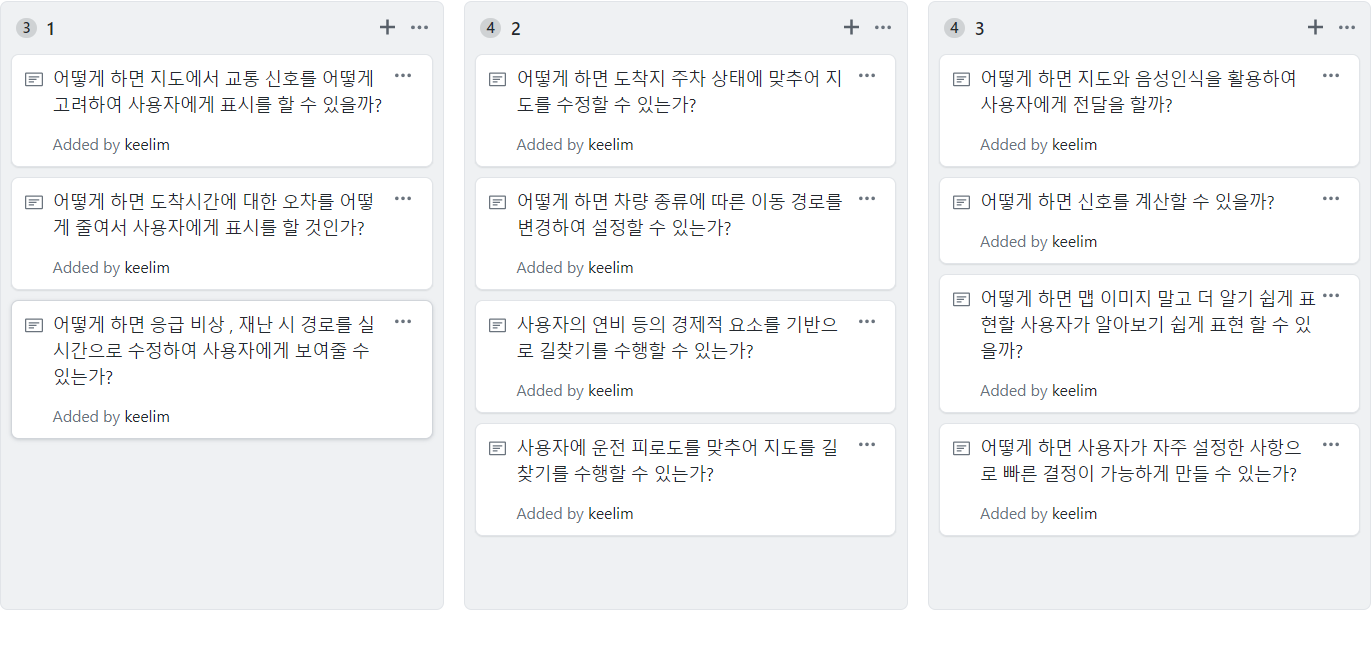 3 1
어떻게 하면 지도에서 교통 신호를 어떻게
고려하여 사용자에게 표시를 할 수 있을까?
Added by keelim
어떻게 하면 도착시간에 대한 오차를 어떻
게 줄여서 사용자에게 표시를 할 것인가?
Added by keelim
어떻게 하면 응급 비상 , 재난 시 경로를 실
시간으로 수정하여 사용자에게 보여줄 수
있는가?
Added by keelim
4 2
어떻게 하면 도착지 주차 상태에 맞추어 지
도를 수정할 수 있는가?
Added by keelim
어떻게 하면 차량 종류에 따른 이동 경로를
변경하여 설정할 수 있는가?
Added by keelim
사용자의 연비 등의 경제적 요소를 기반으
로 길찾기를 수행할 수 있는가?
Added by keelim
사용자에 운전 피로도를 맞추어 지도를 길
찾기를 수행할 수 있는가?
Added by keelim
4 3
어떻게 하면 지도와 음성인식을 활용하여
사용자에게 전달을 할까?
Added by keelim
어떻게 하면 신호를 계산할 수 있을까?
Added by keelim
어떻게 하면 맵 이미지 말고 더 알기 쉽게 표
현할 사용자가 알아보기 쉽게 표현 할 수 있
을까?
Added by keelim
어떻게 하면 사용자가 자주 설정한 사항으
로 빠른 결정이 가능하게 만들 수 있는가?
Added by keelim